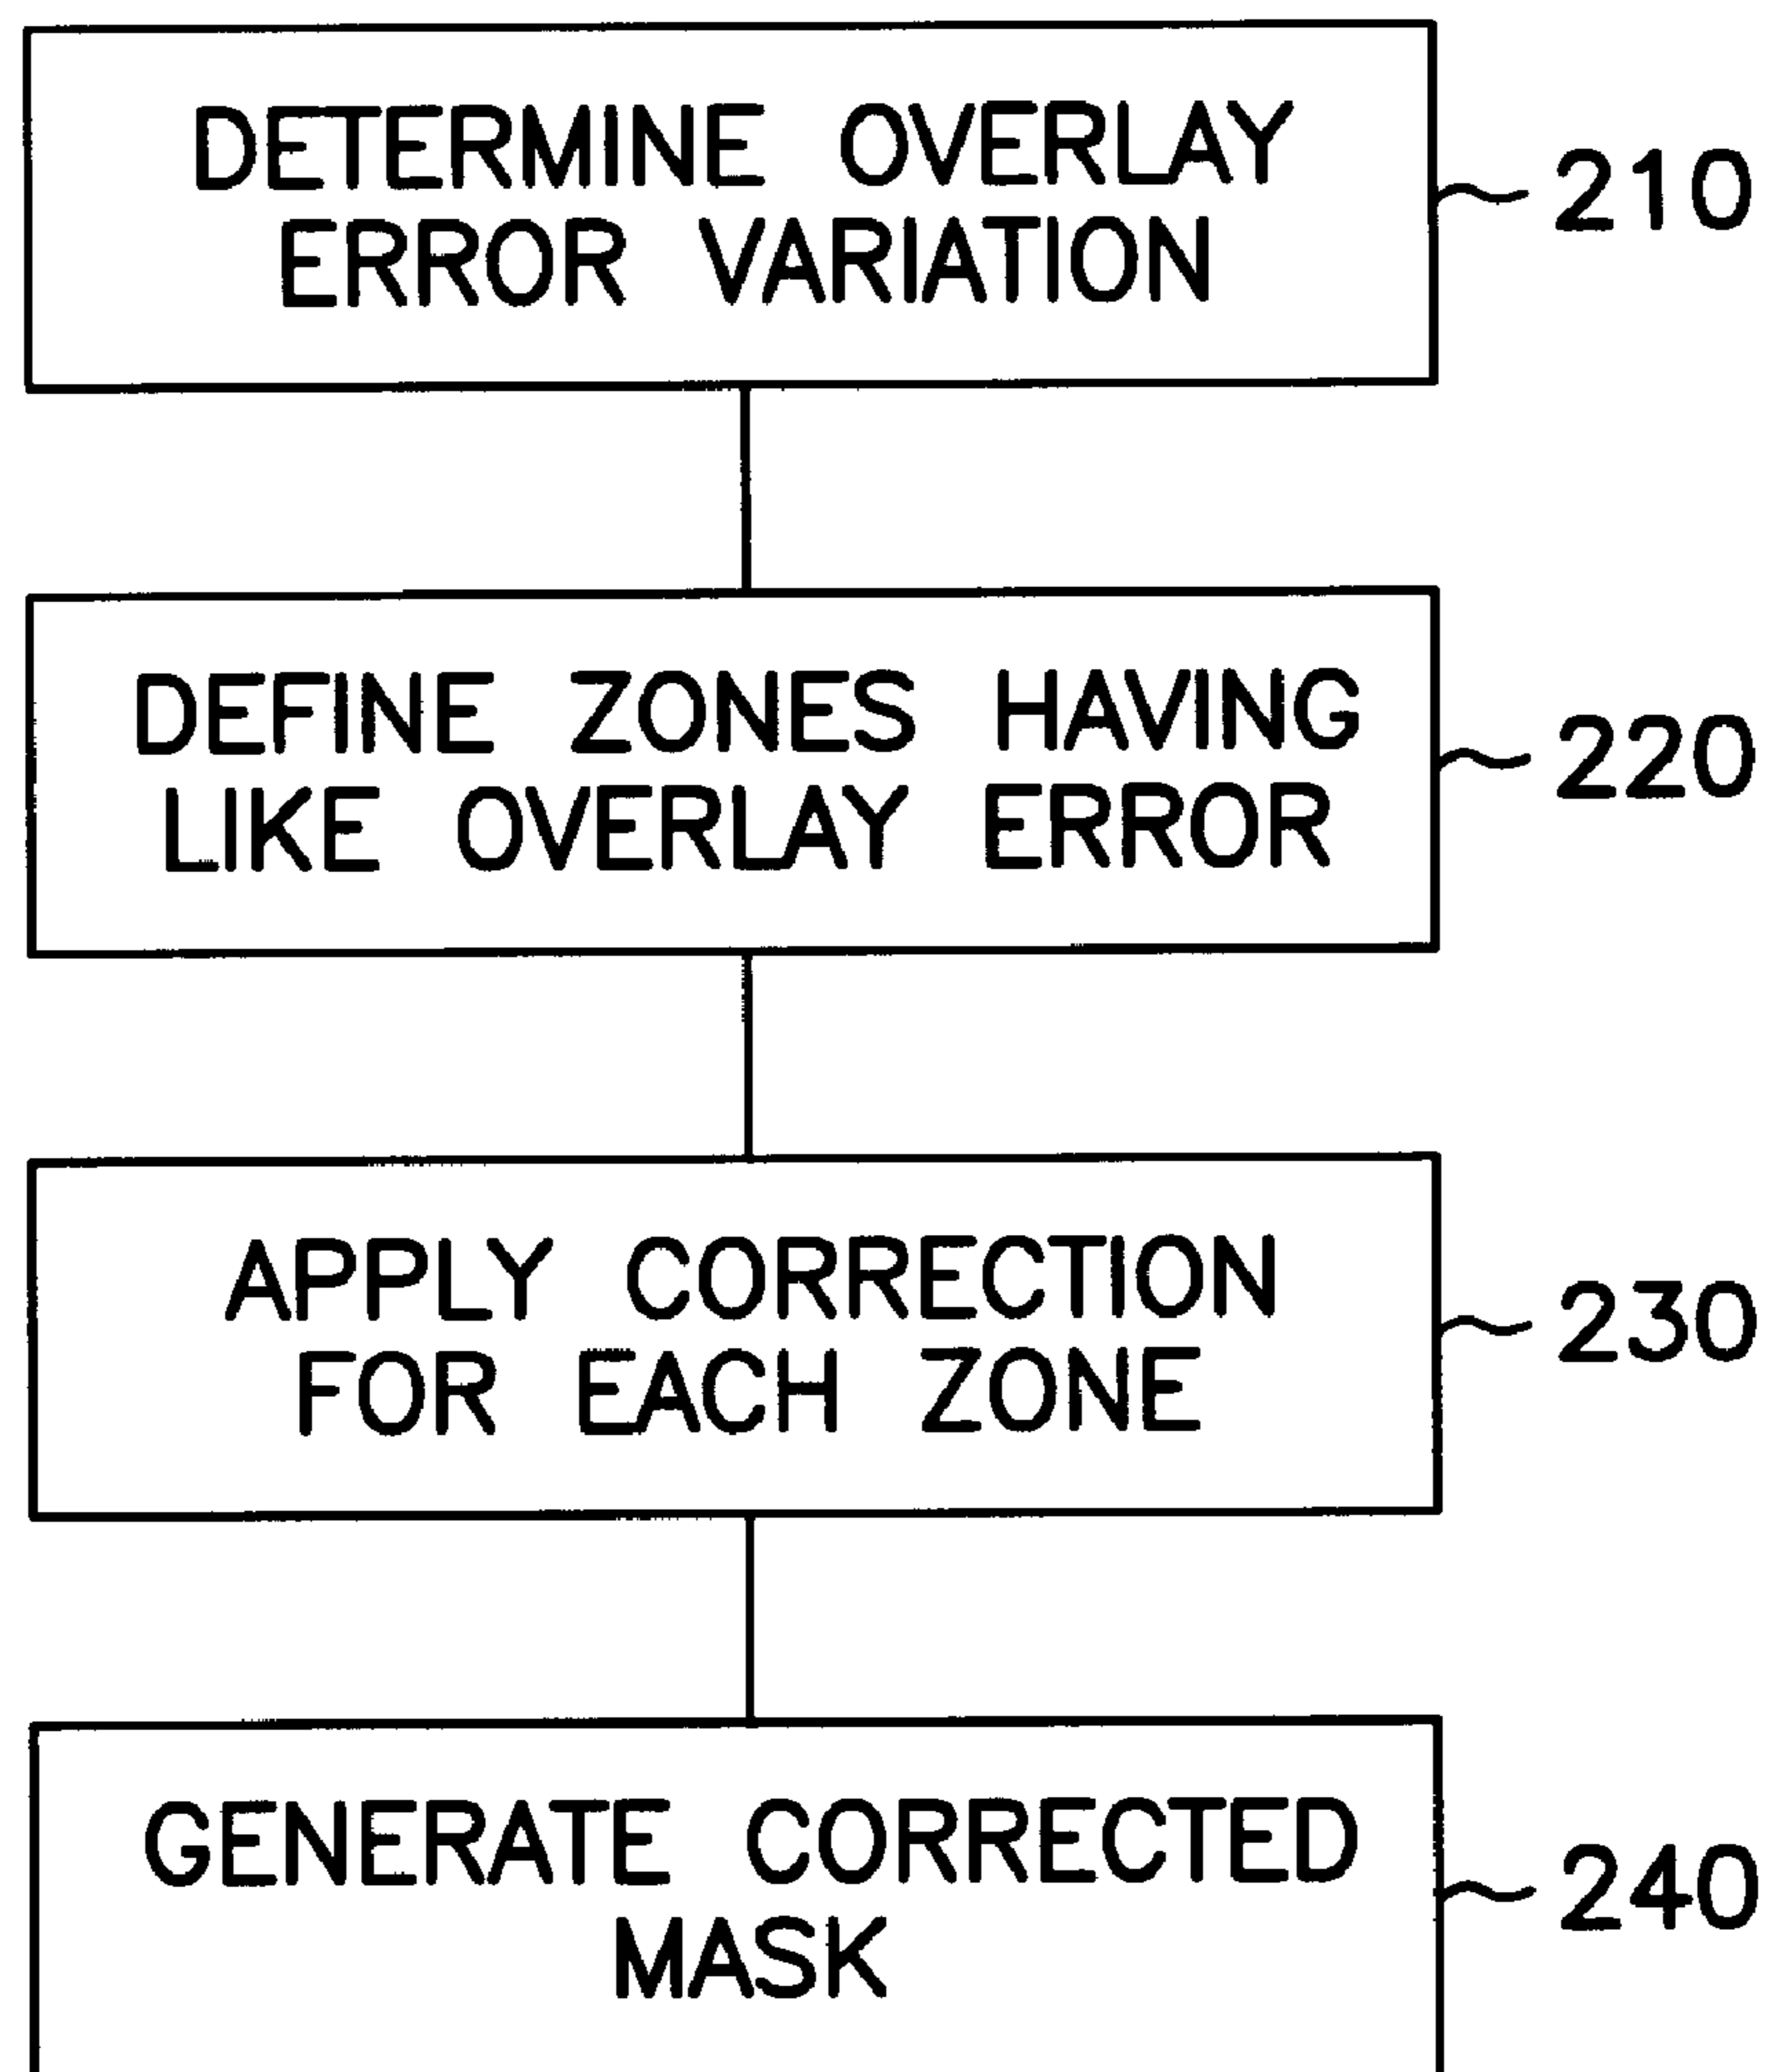 DETERMINE OVERLAY
ERROR VARIATION
210
DEFINE ZONES HAVING
LIKE OVERLAY ERROR
220
APPLY CORRECTION
FOR EACH ZONE
230
GENERATE CORRECTED
MASK
240